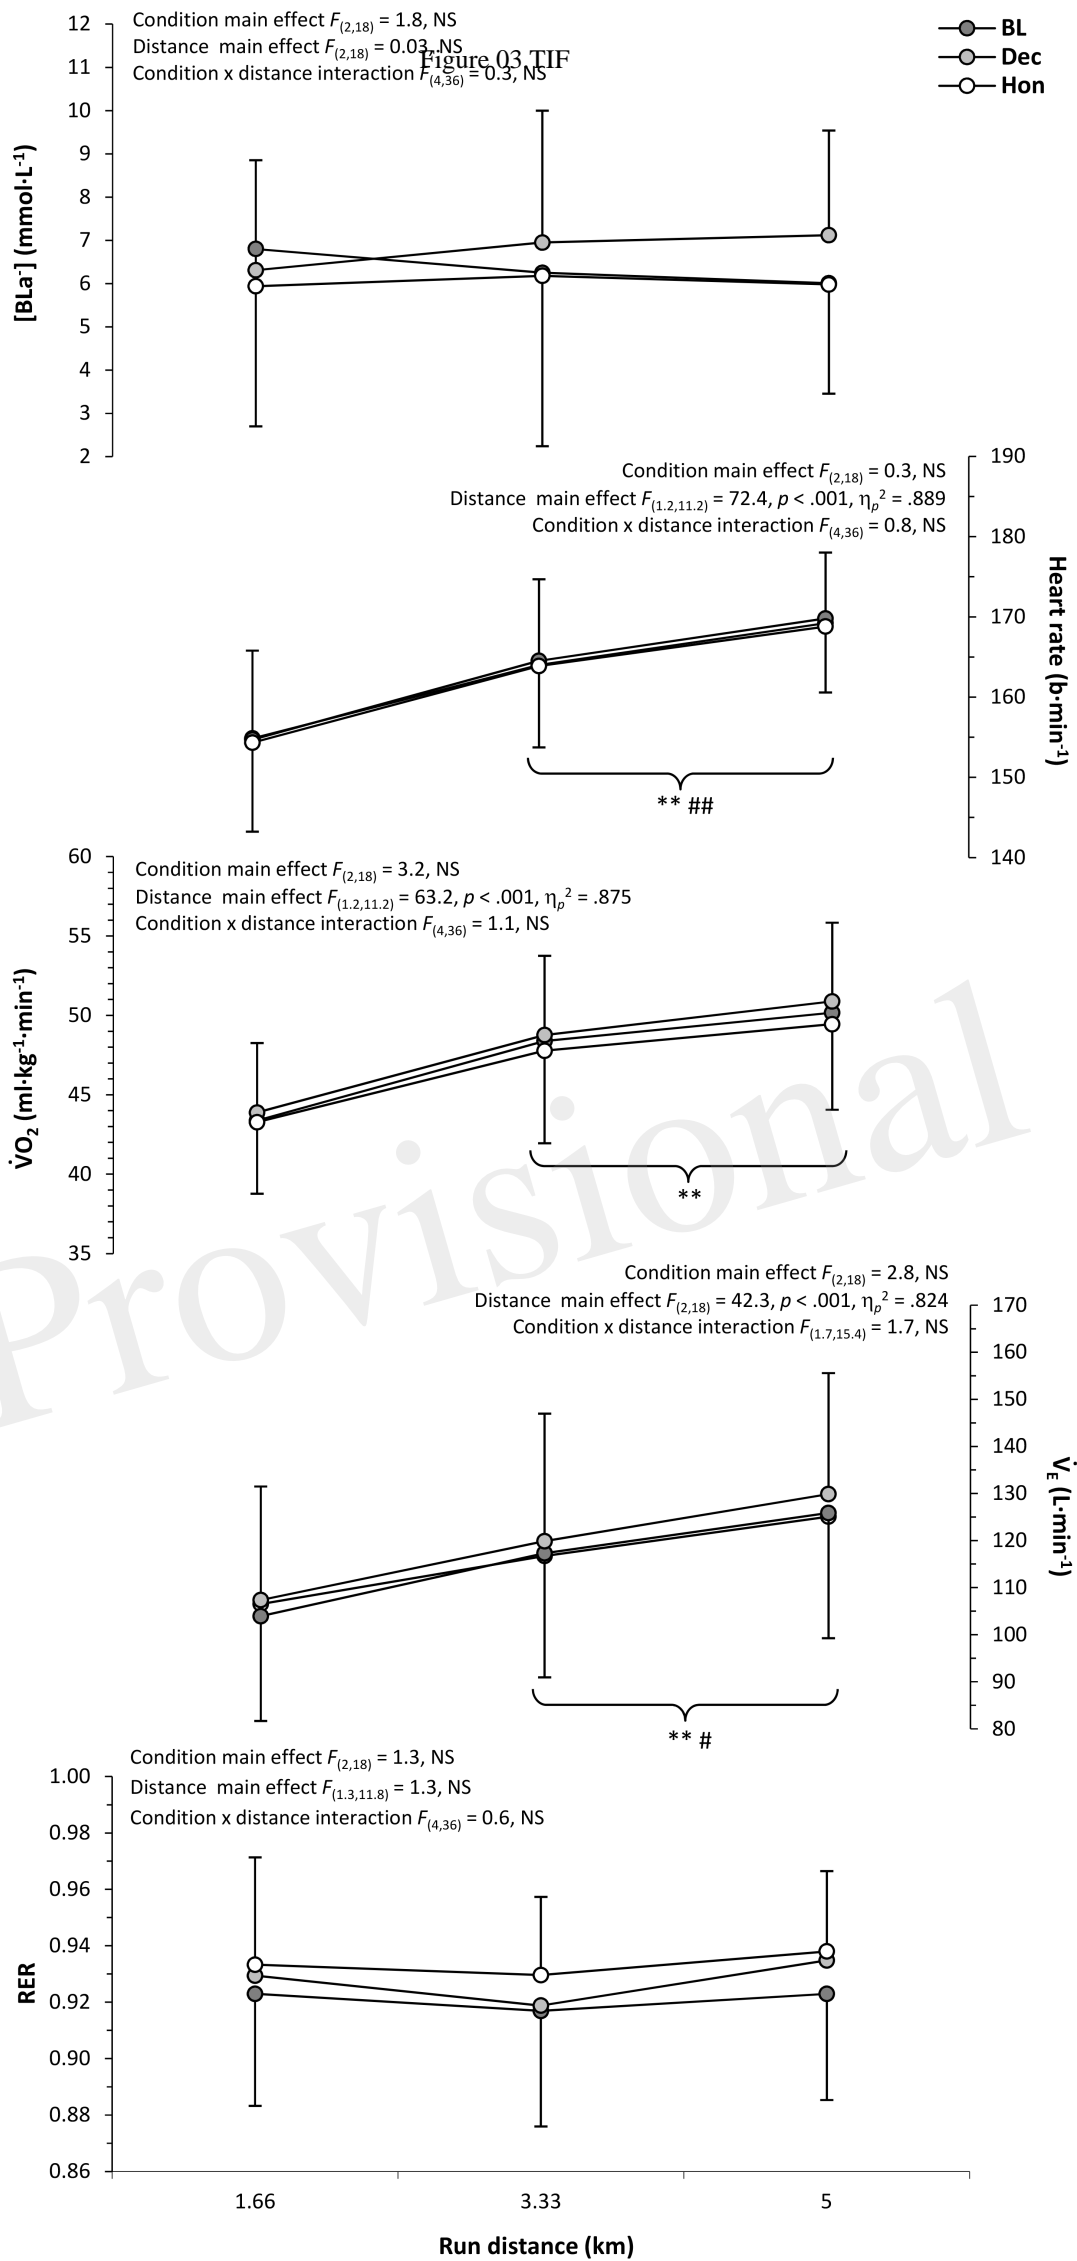 Condition main effect F(2,18) = 1.8, NS
Distance main effect F(2,18) = 0.03, NS
Figure 03.TIF
Condition x distance interaction F(4,36) = 0.3, NS
BL
Dec
Hon
12
11
10
9
8
7
6
5
4
3
2
[BLa-] (mmol·L-1)
Condition main effect F(2,18) = 0.3, NS
Distance main effect F(1.2,11.2) = 72.4, p < .001, ηp2 = .889
Condition x distance interaction F(4,36) = 0.8, NS
190
180
170
160
150
140
Heart rate (b·min-1)
** ##
Condition main effect F(2,18) = 3.2, NS
Distance main effect F(1.2,11.2) = 63.2, p < .001, ηp2 = .875
Condition x distance interaction F(4,36) = 1.1, NS
60
55
50
45
40
35
V̇O2 (ml·kg-1·min-1)
**
Provisional
Condition main effect F(2,18) = 2.8, NS
Distance main effect F(2,18) = 42.3, p < .001, ηp2 = .824
Condition x distance interaction F(1.7,15.4) = 1.7, NS
170
160
150
140
130
120
110
100
90
80
V̇E (L·min-1)
** #
Condition main effect F(2,18) = 1.3, NS
Distance main effect F(1.3,11.8) = 1.3, NS
Condition x distance interaction F(4,36) = 0.6, NS
1.00
0.98
0.96
0.94
0.92
0.90
0.88
0.86
RER
1.66 3.33 5
Run distance (km)